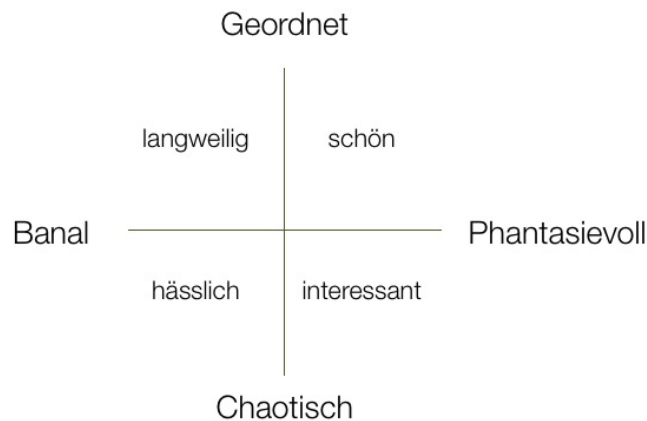 Geordnet
langweilig schön
Banal Phantasievoll
hässlich interessant
Chaotisch